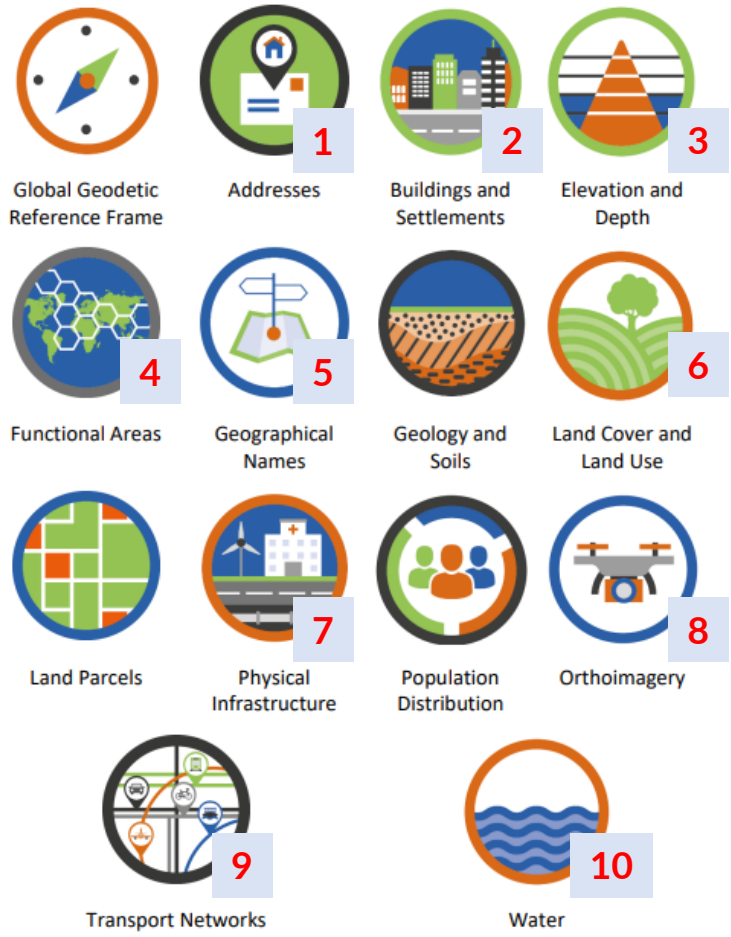 1
2
3
Global Geodetic
Reference Frame
Addresses
Buildings and
Settlements
Elevation and
Depth
4
5
6
Functional Areas
Geographical
Names
Geology and
Soils
Land Cover and
Land Use
7
8
Land Parcels
Physical
Infrastructure
Population
Distribution
Orthoimagery
9
10
Transport Networks
Water